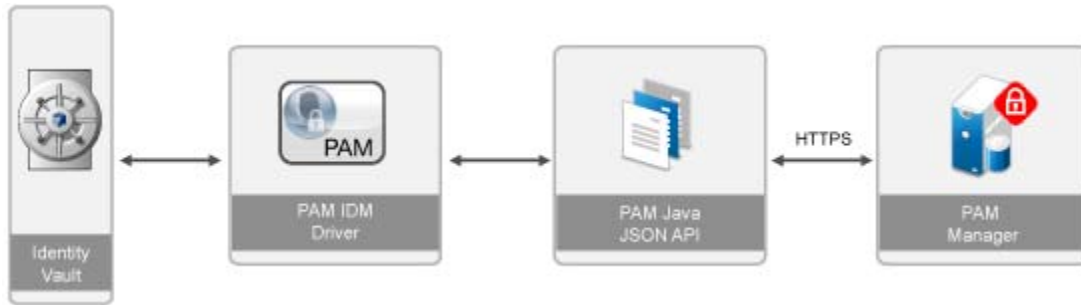 PAM
HTTPS
Identity
Vault
PAM IDM
Driver
PAM Java
JSON API
PAM
Manager